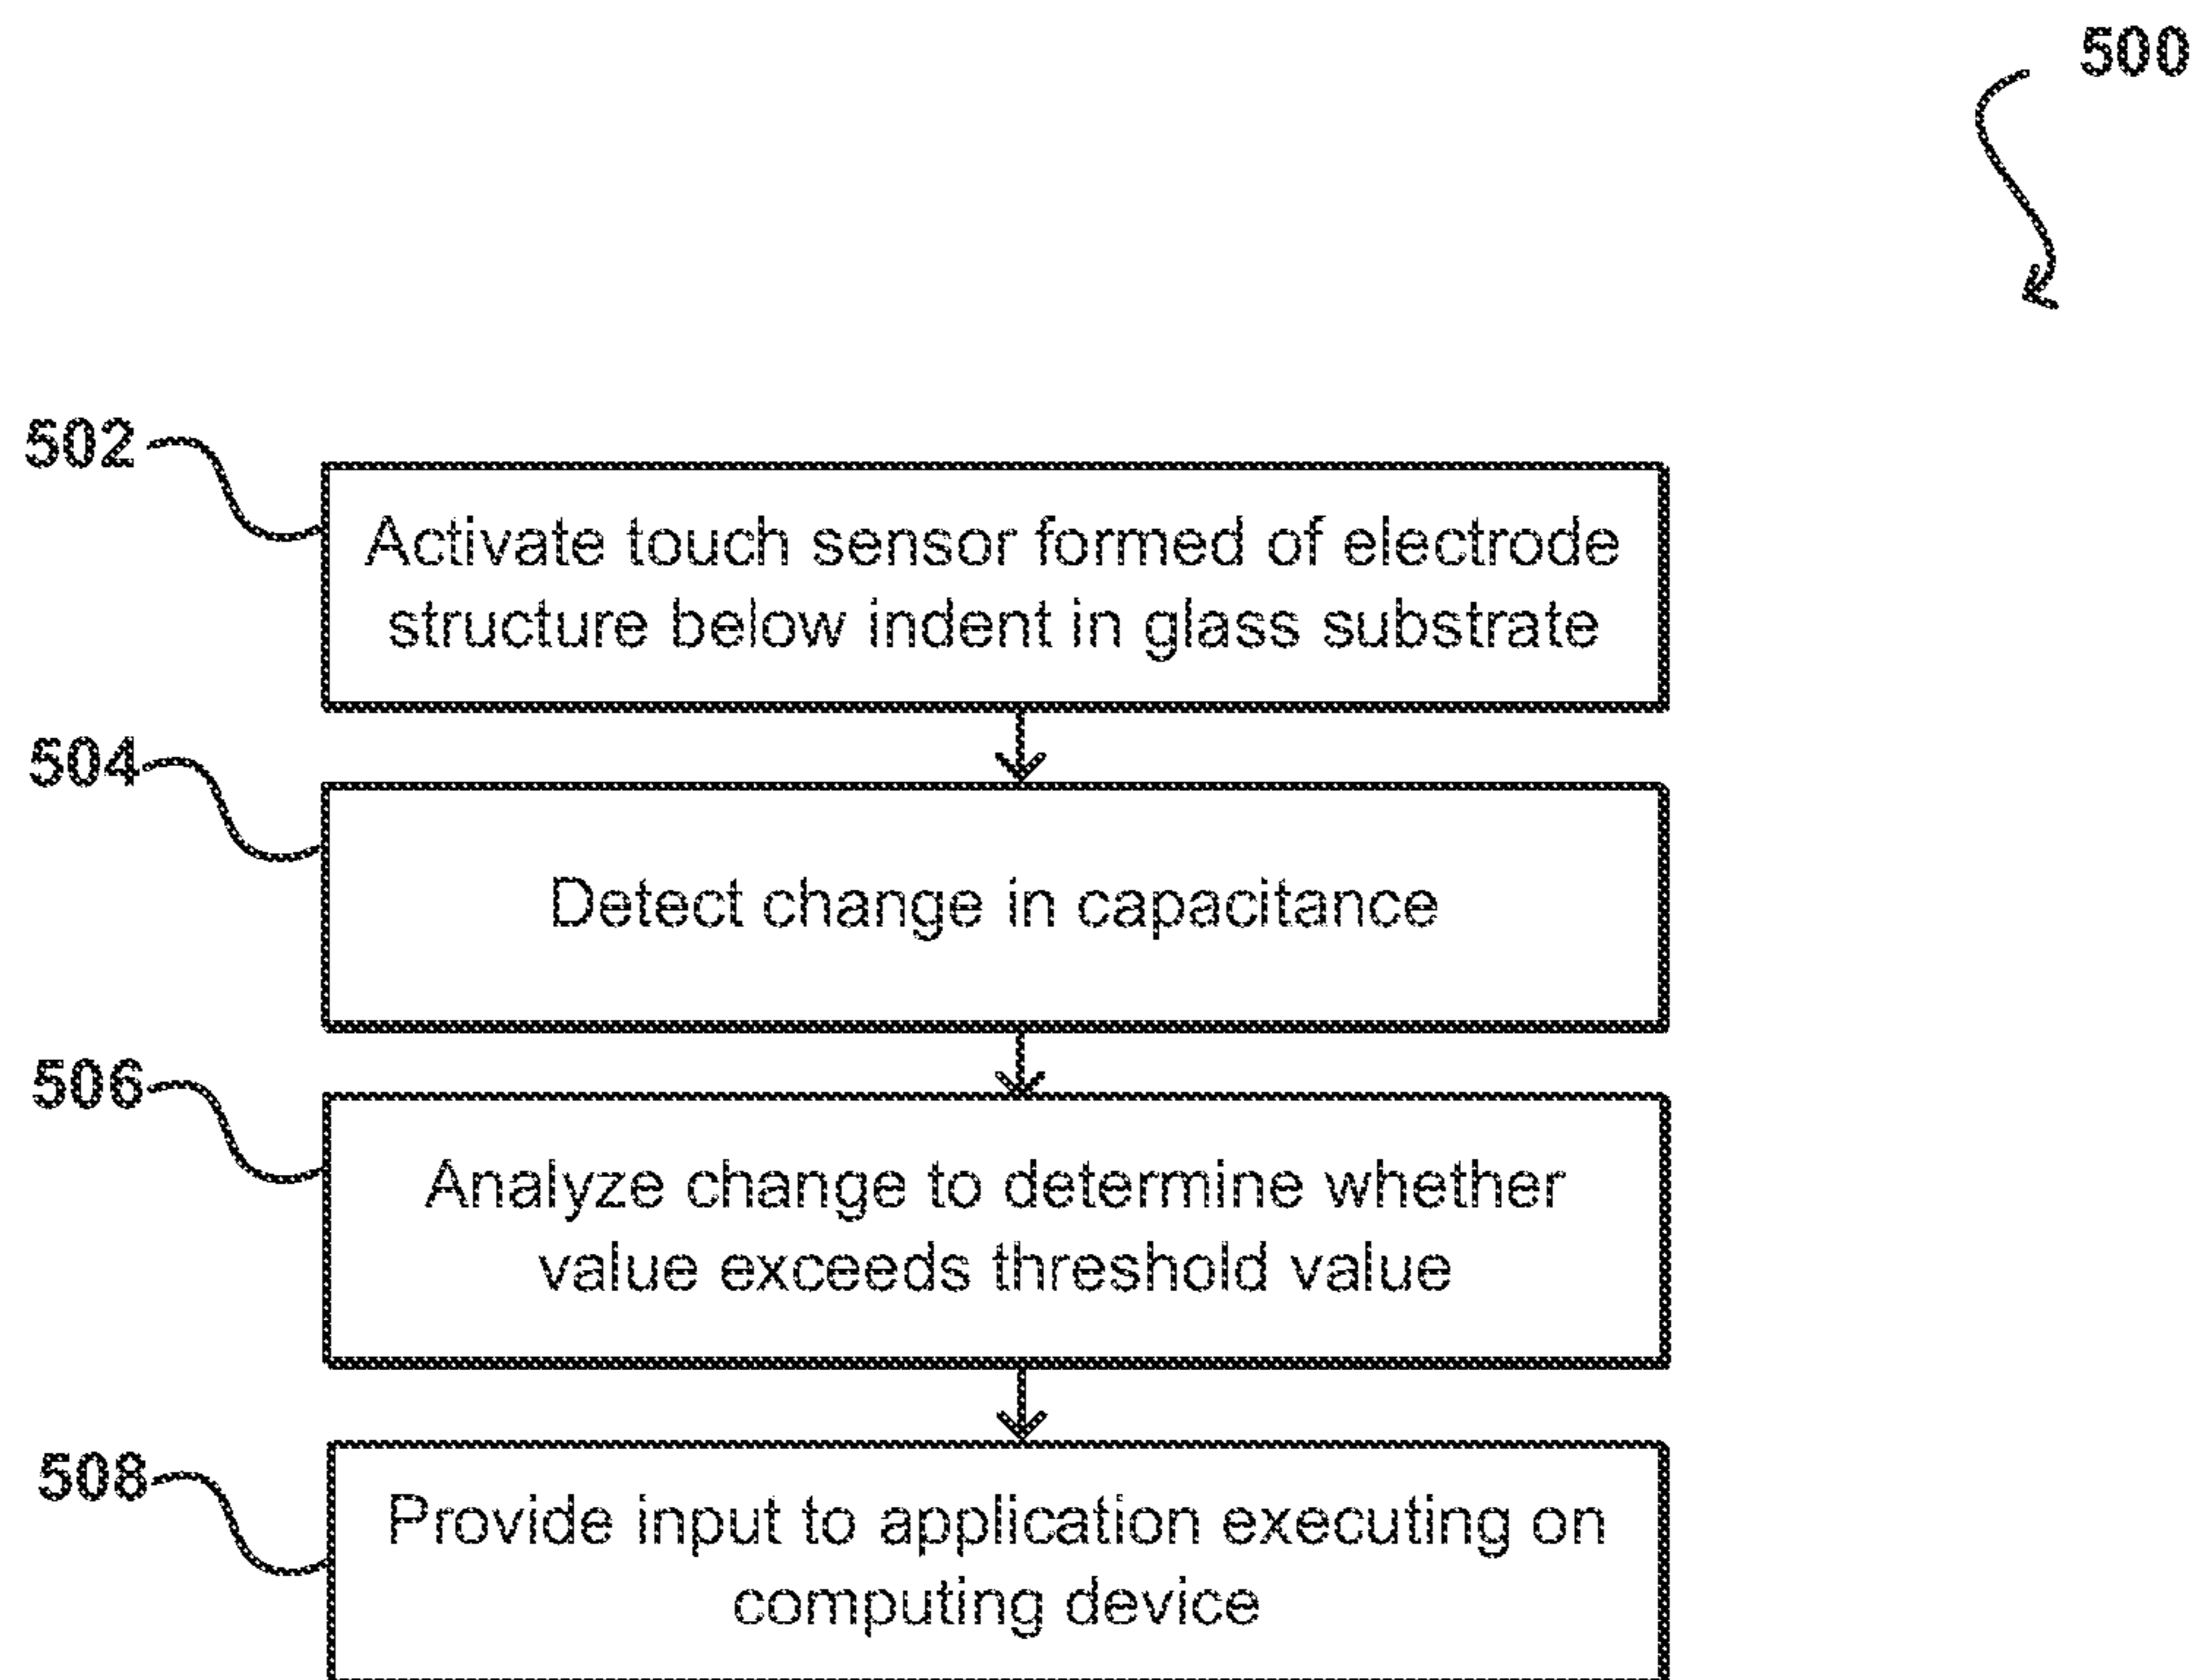 500
502
Activate touch sensor formed of electrode
structure below indent in glass substrate
504
Detect change in capacitance
506
Analyze change to determine whether
value exceeds threshold value
508
Provide input to application executing on
computing device